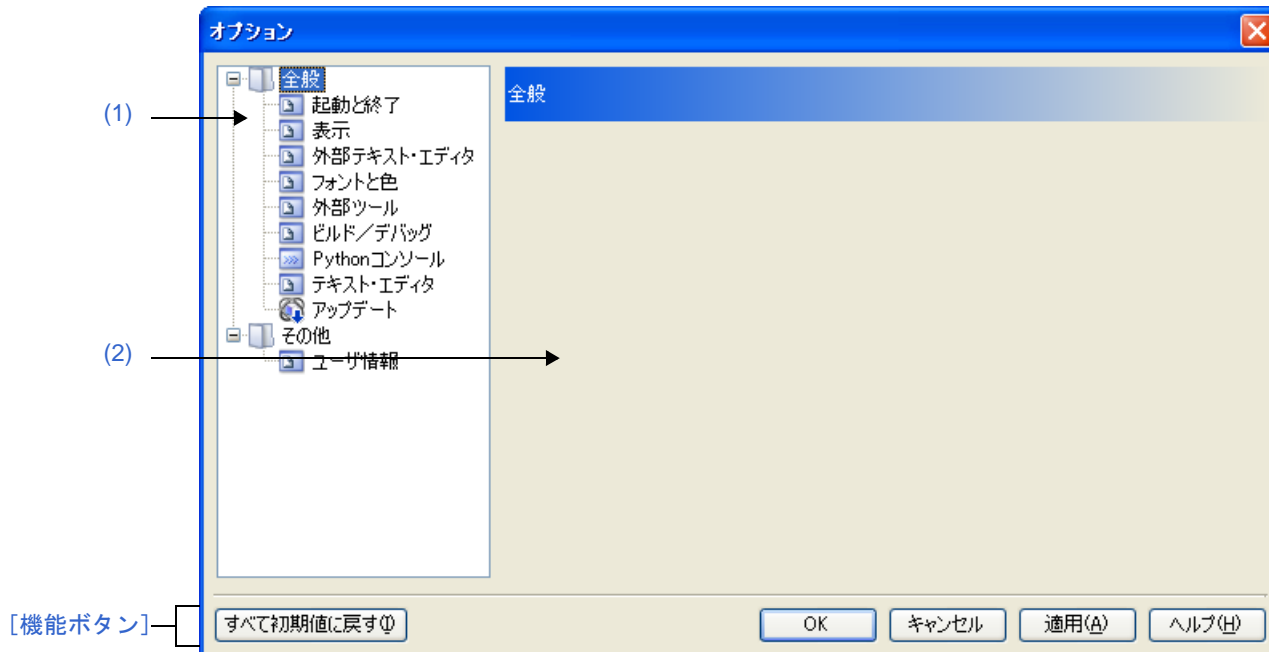 オプション
全般
起動と終了
表示
外部テキスト・エディタ
フォントと色
外部ツール
ビルド／デバッグ
Pythonコンソール
テキスト・エディタ
アップデート
その他
ユーザ情報
全般
(1)
(2)
[機能ボタン]
すべて初期値に戻す(I)
OK
キャンセル
適用(A)
ヘルプ(H)